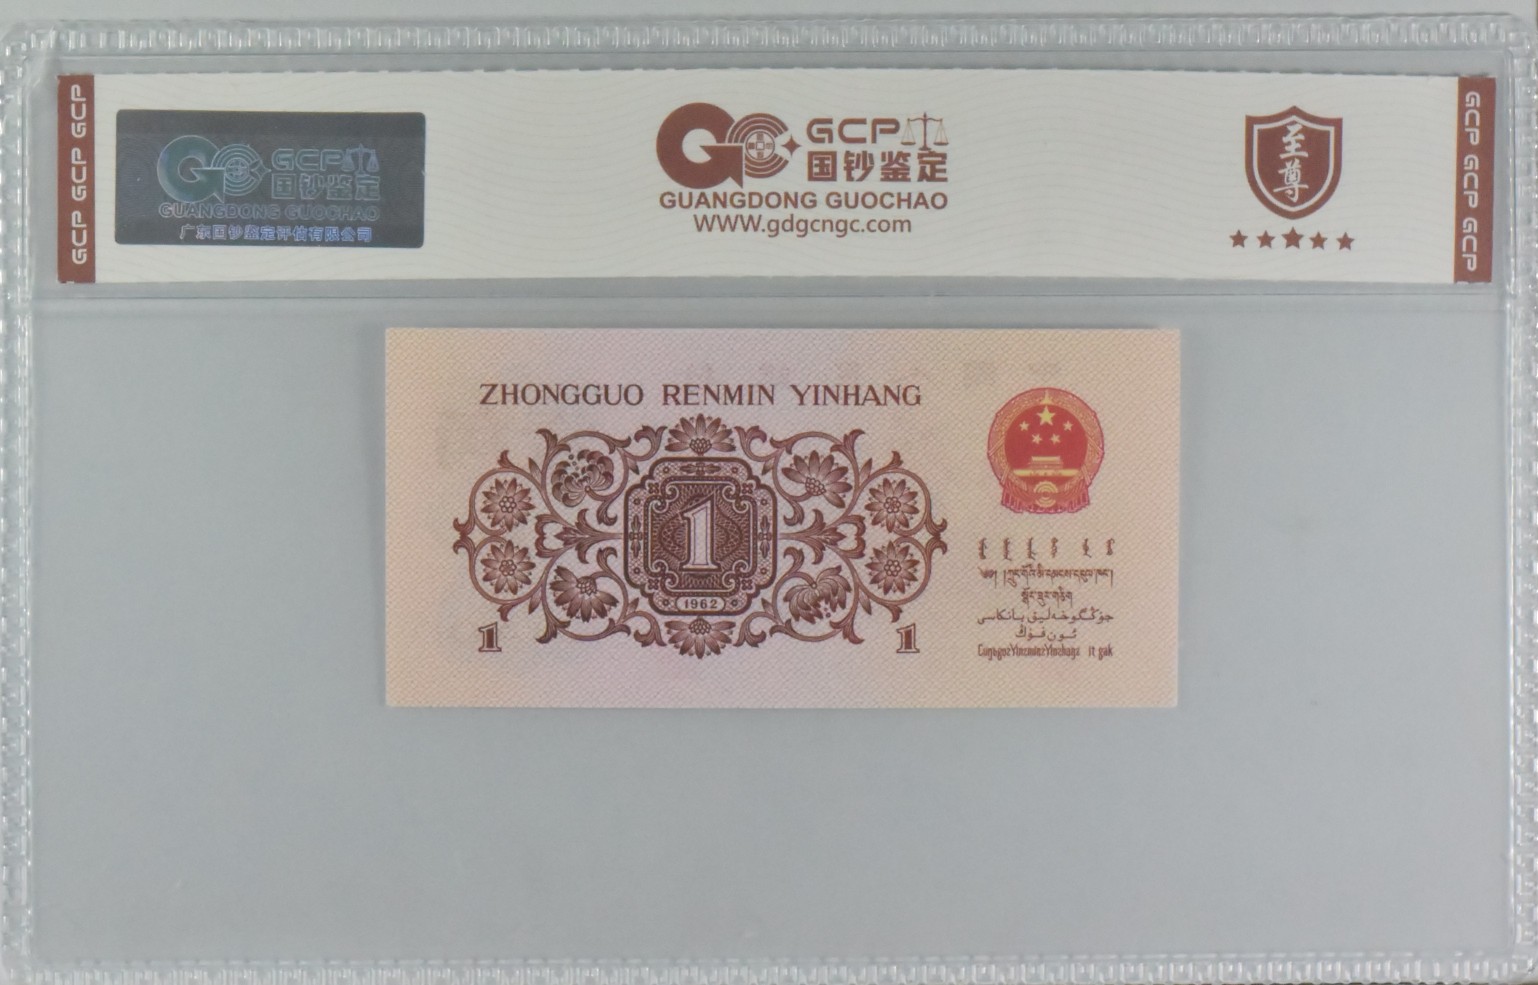 GCP GCP GCP
GCP 国钞鉴定
GUANGDONG GUOCHAO
广东国钞鉴定评估有限公司
GCP
国钞鉴定
GUANGDONG GUOCHAO
WWW.gdgcngc.com
至尊
GCP GCP GCP
ZHONGGUO RENMIN YINHANG
1
1962
1 1
جۇڭگوخەلىق بانكاسى